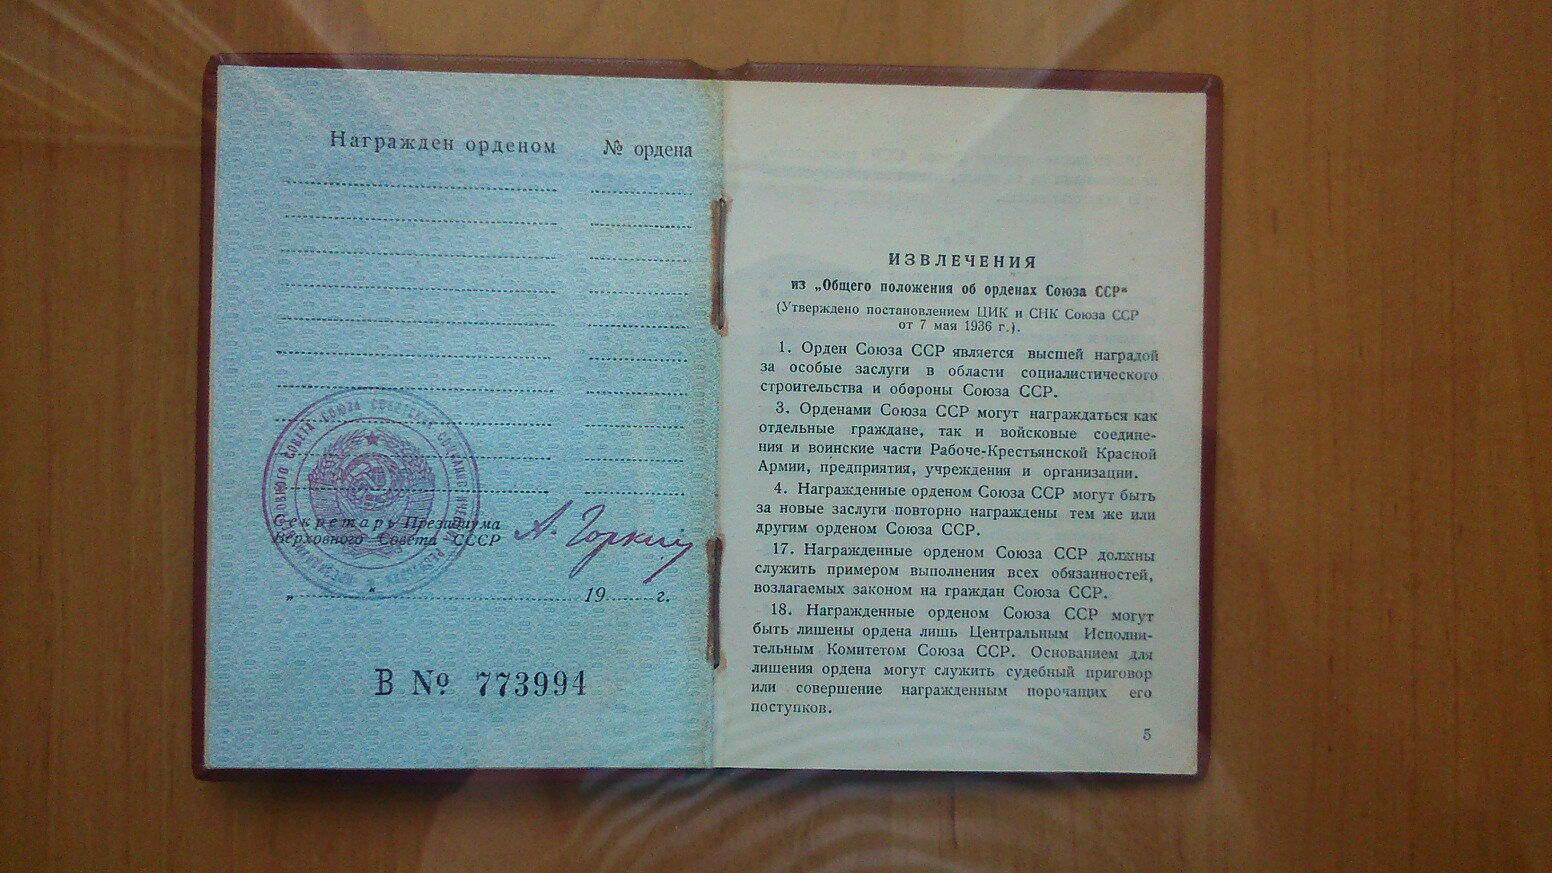 Награжден орденом № ордена
ПРЕЗИДИУМ ВЕРХОВНОГО СОВЕТА СОЮЗА СОВЕТСКИХ СОЦИАЛИСТИЧЕСКИХ РЕСПУБЛИК
Секретарь Президиума
Верховного Совета СССР
А. Горкин
„ “ 19 г.
В № 773994
ИЗВЛЕЧЕНИЯ
из „Общего положения об орденах Союза ССР“
(Утверждено постановлением ЦИК и СНК Союза ССР
от 7 мая 1936 г.).
1. Орден Союза ССР является высшей наградой
за особые заслуги в области социалистического
строительства и обороны Союза ССР.
3. Орденами Союза ССР могут награждаться как
отдельные граждане, так и войсковые соедине-
ния и воинские части Рабоче-Крестьянской Красной
Армии, предприятия, учреждения и организации.
4. Награжденные орденом Союза ССР могут быть
за новые заслуги повторно награждены тем же или
другим орденом Союза ССР.
17. Награжденные орденом Союза ССР должны
служить примером выполнения всех обязанностей,
возлагаемых законом на граждан Союза ССР.
18. Награжденные орденом Союза ССР могут
быть лишены ордена лишь Центральным Исполни-
тельным Комитетом Союза ССР. Основанием для
лишения ордена могут служить судебный приговор
или совершение награжденным порочащих его
поступков.
5